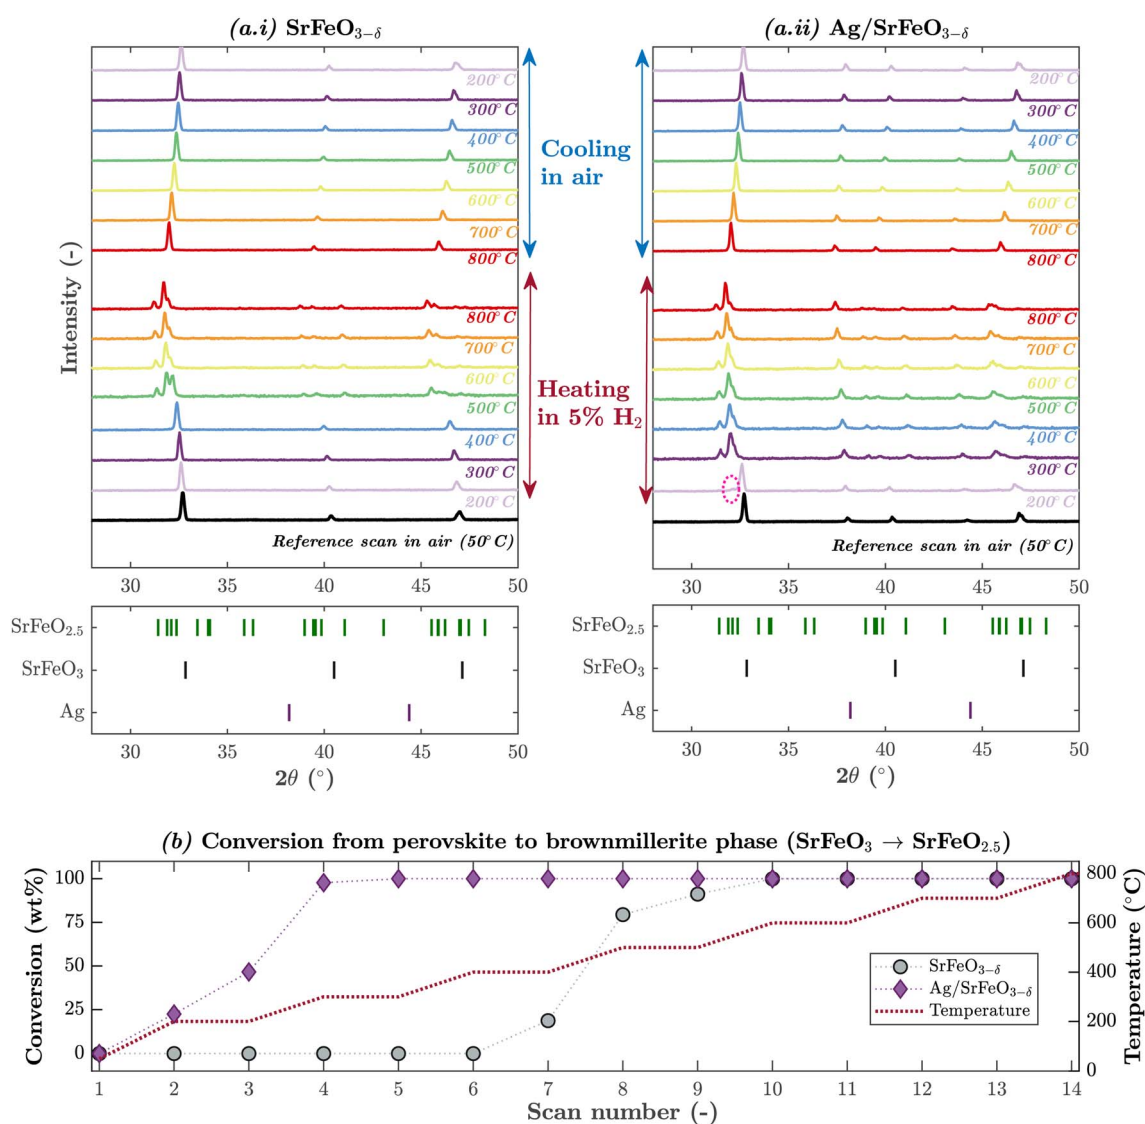 (a.i) SrFeO₃₋δ
200°C
300°C
400°C
500°C
600°C
700°C
800°C
800°C
700°C
600°C
500°C
400°C
300°C
200°C
Reference scan in air (50°C)
Intensity (-)
30 35 40 45 50
Cooling
in air
Heating
in 5% H₂
(a.ii) Ag/SrFeO₃₋δ
200°C
300°C
400°C
500°C
600°C
700°C
800°C
800°C
700°C
600°C
500°C
400°C
300°C
200°C
Reference scan in air (50°C)
30 35 40 45 50
SrFeO₂.₅
SrFeO₃
Ag
30 35 40 45 50
2θ (°)
SrFeO₂.₅
SrFeO₃
Ag
30 35 40 45 50
2θ (°)
(b) Conversion from perovskite to brownmillerite phase (SrFeO₃ → SrFeO₂.₅)
Conversion (wt%)
100
75
50
25
0
800
600
400
200
0
Temperature (°C)
SrFeO₃₋δ
Ag/SrFeO₃₋δ
Temperature
1 2 3 4 5 6 7 8 9 10 11 12 13 14
Scan number (-)